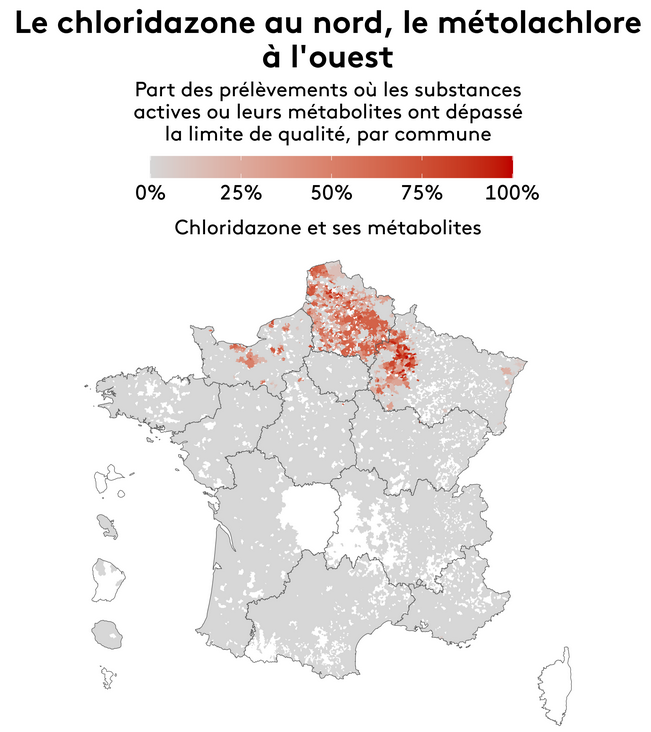 Le chloridazone au nord, le métolachlore
à l'ouest
Part des prélèvements où les substances
actives ou leurs métabolites ont dépassé
la limite de qualité, par commune
0% 25% 50% 75% 100%
Chloridazone et ses métabolites